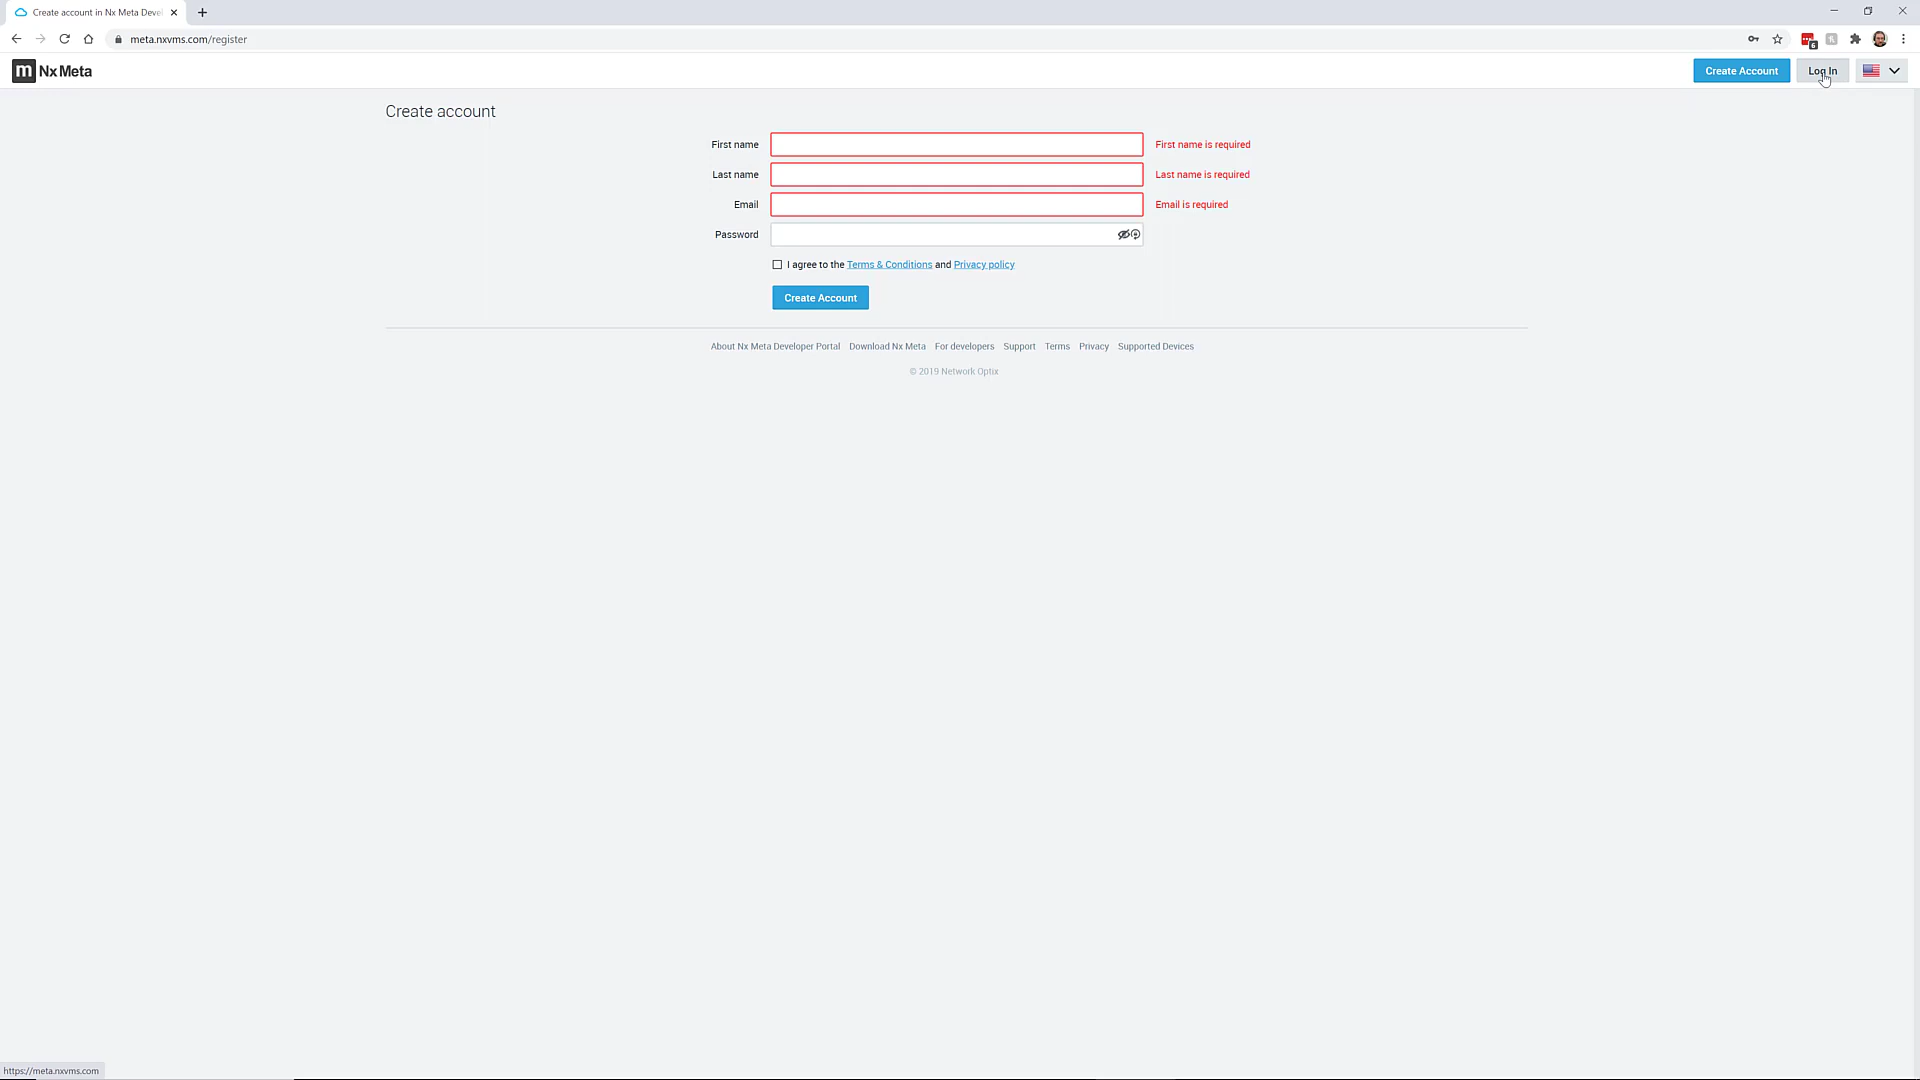 Create account in Nx Meta Devel
meta.nxvms.com/register
6
m Nx Meta
Create Account
Log In
Create account
First name
First name is required
Last name
Last name is required
Email
Email is required
Password
I agree to the Terms & Conditions and Privacy policy
Create Account
About Nx Meta Developer Portal Download Nx Meta For developers Support Terms Privacy Supported Devices
© 2019 Network Optix
https://meta.nxvms.com